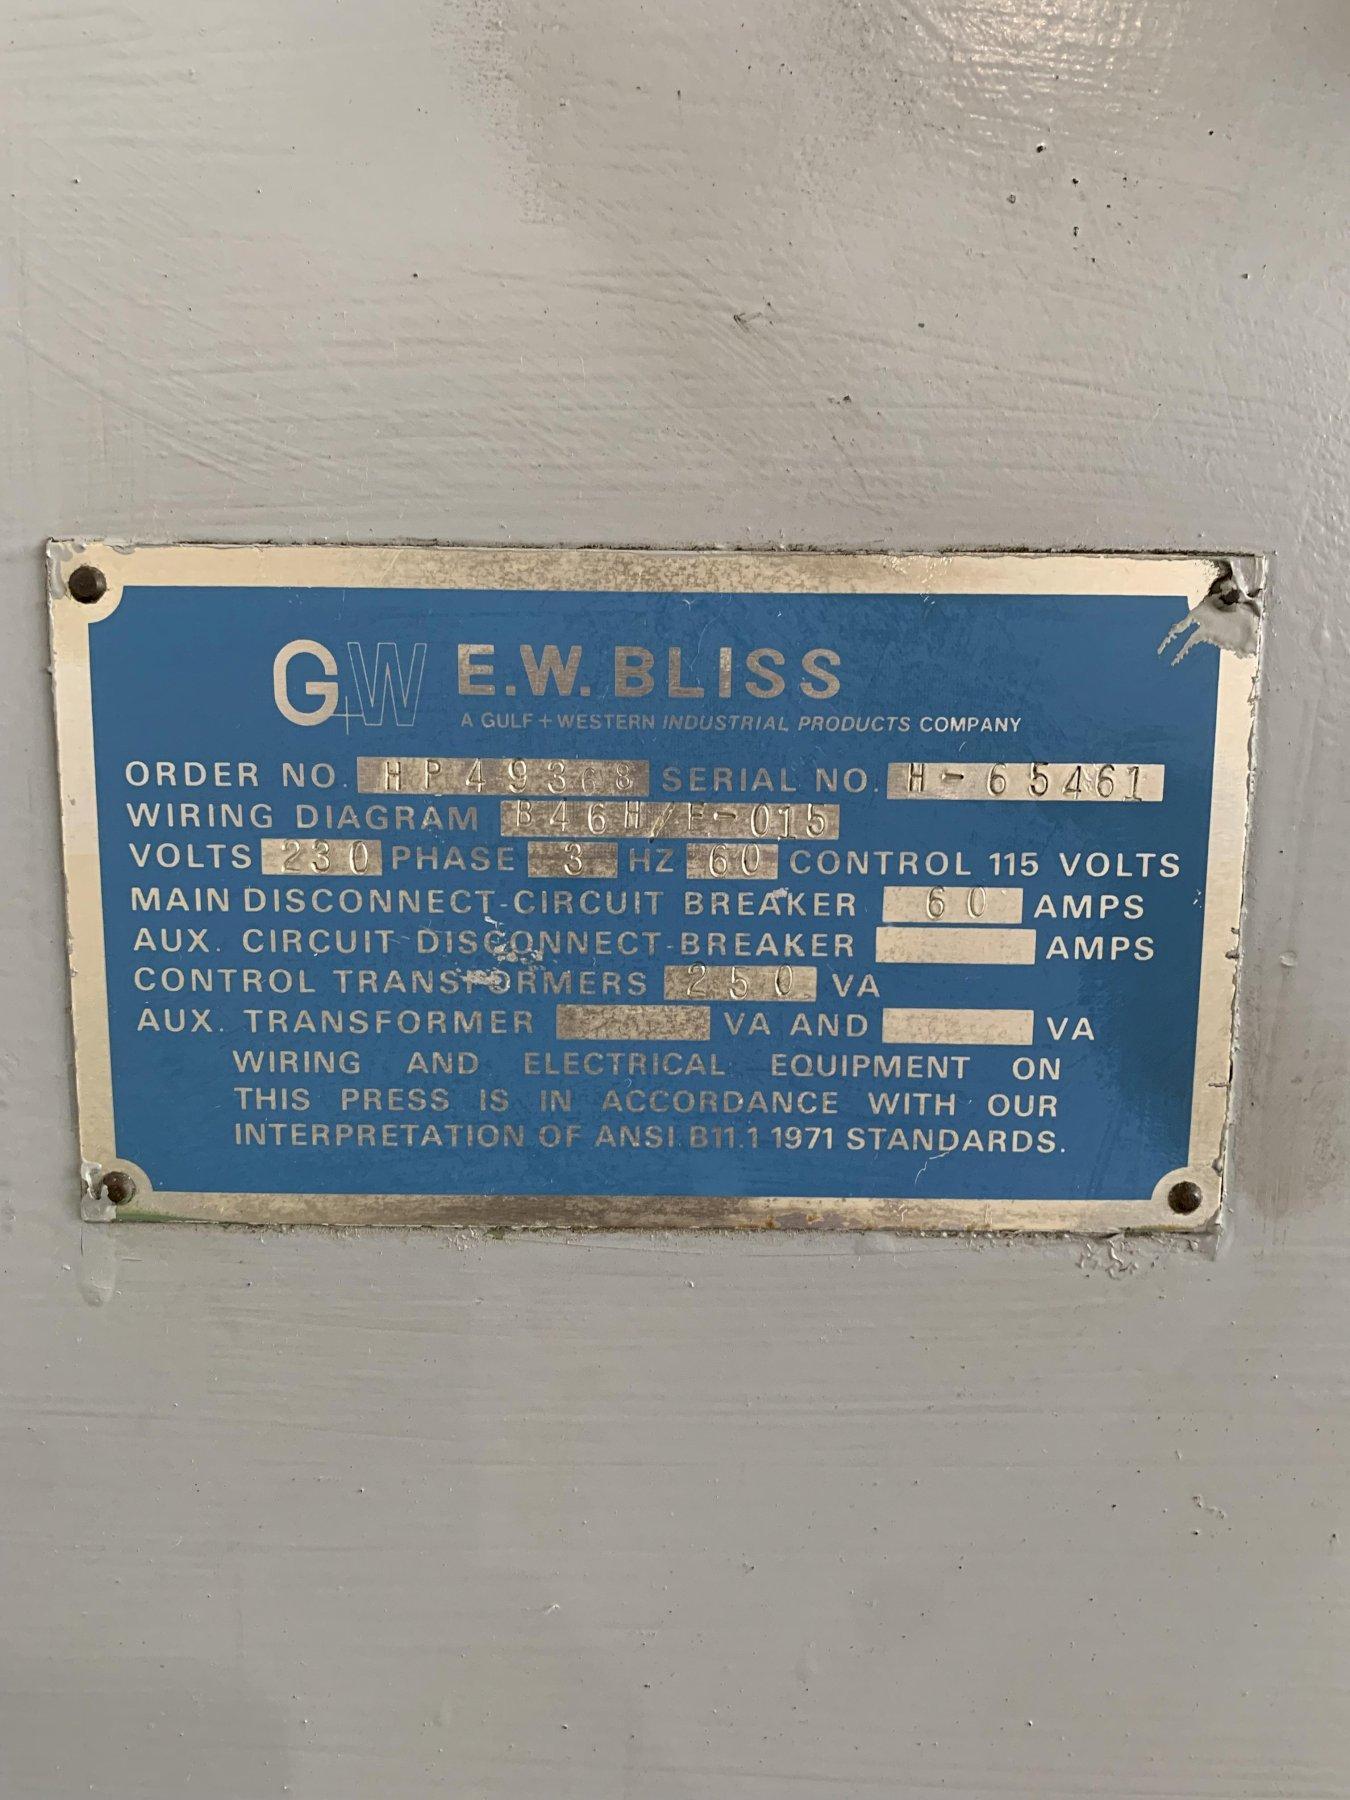 G+W E.W. BLISS
A GULF + WESTERN INDUSTRIAL PRODUCTS COMPANY
ORDER NO. HP49368 SERIAL NO. H-65461
WIRING DIAGRAM B46H/E-015
VOLTS 230 PHASE 3 HZ 60 CONTROL 115 VOLTS
MAIN DISCONNECT-CIRCUIT BREAKER 60 AMPS
AUX. CIRCUIT DISCONNECT-BREAKER AMPS
CONTROL TRANSFORMERS 250 VA
AUX. TRANSFORMER VA AND VA
WIRING AND ELECTRICAL EQUIPMENT ON
THIS PRESS IS IN ACCORDANCE WITH OUR
INTERPRETATION OF ANSI B11.1 1971 STANDARDS.